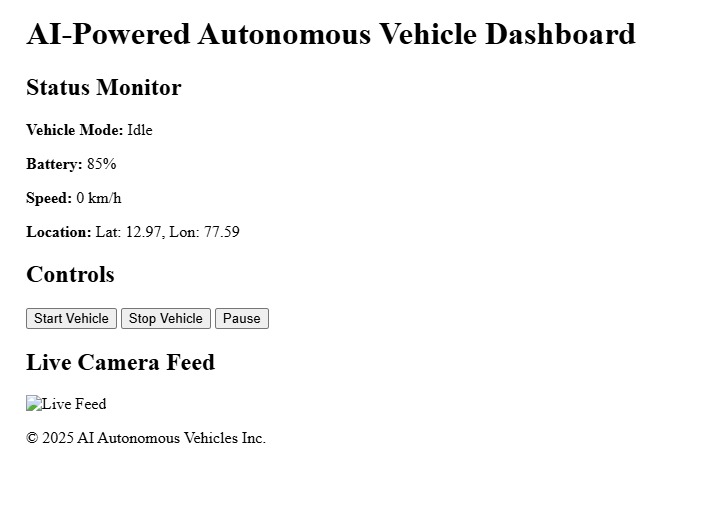 AI-Powered Autonomous Vehicle Dashboard
Status Monitor
Vehicle Mode: Idle
Battery: 85%
Speed: 0 km/h
Location: Lat: 12.97, Lon: 77.59
Controls
Start Vehicle Stop Vehicle Pause
Live Camera Feed
Live Feed
© 2025 AI Autonomous Vehicles Inc.